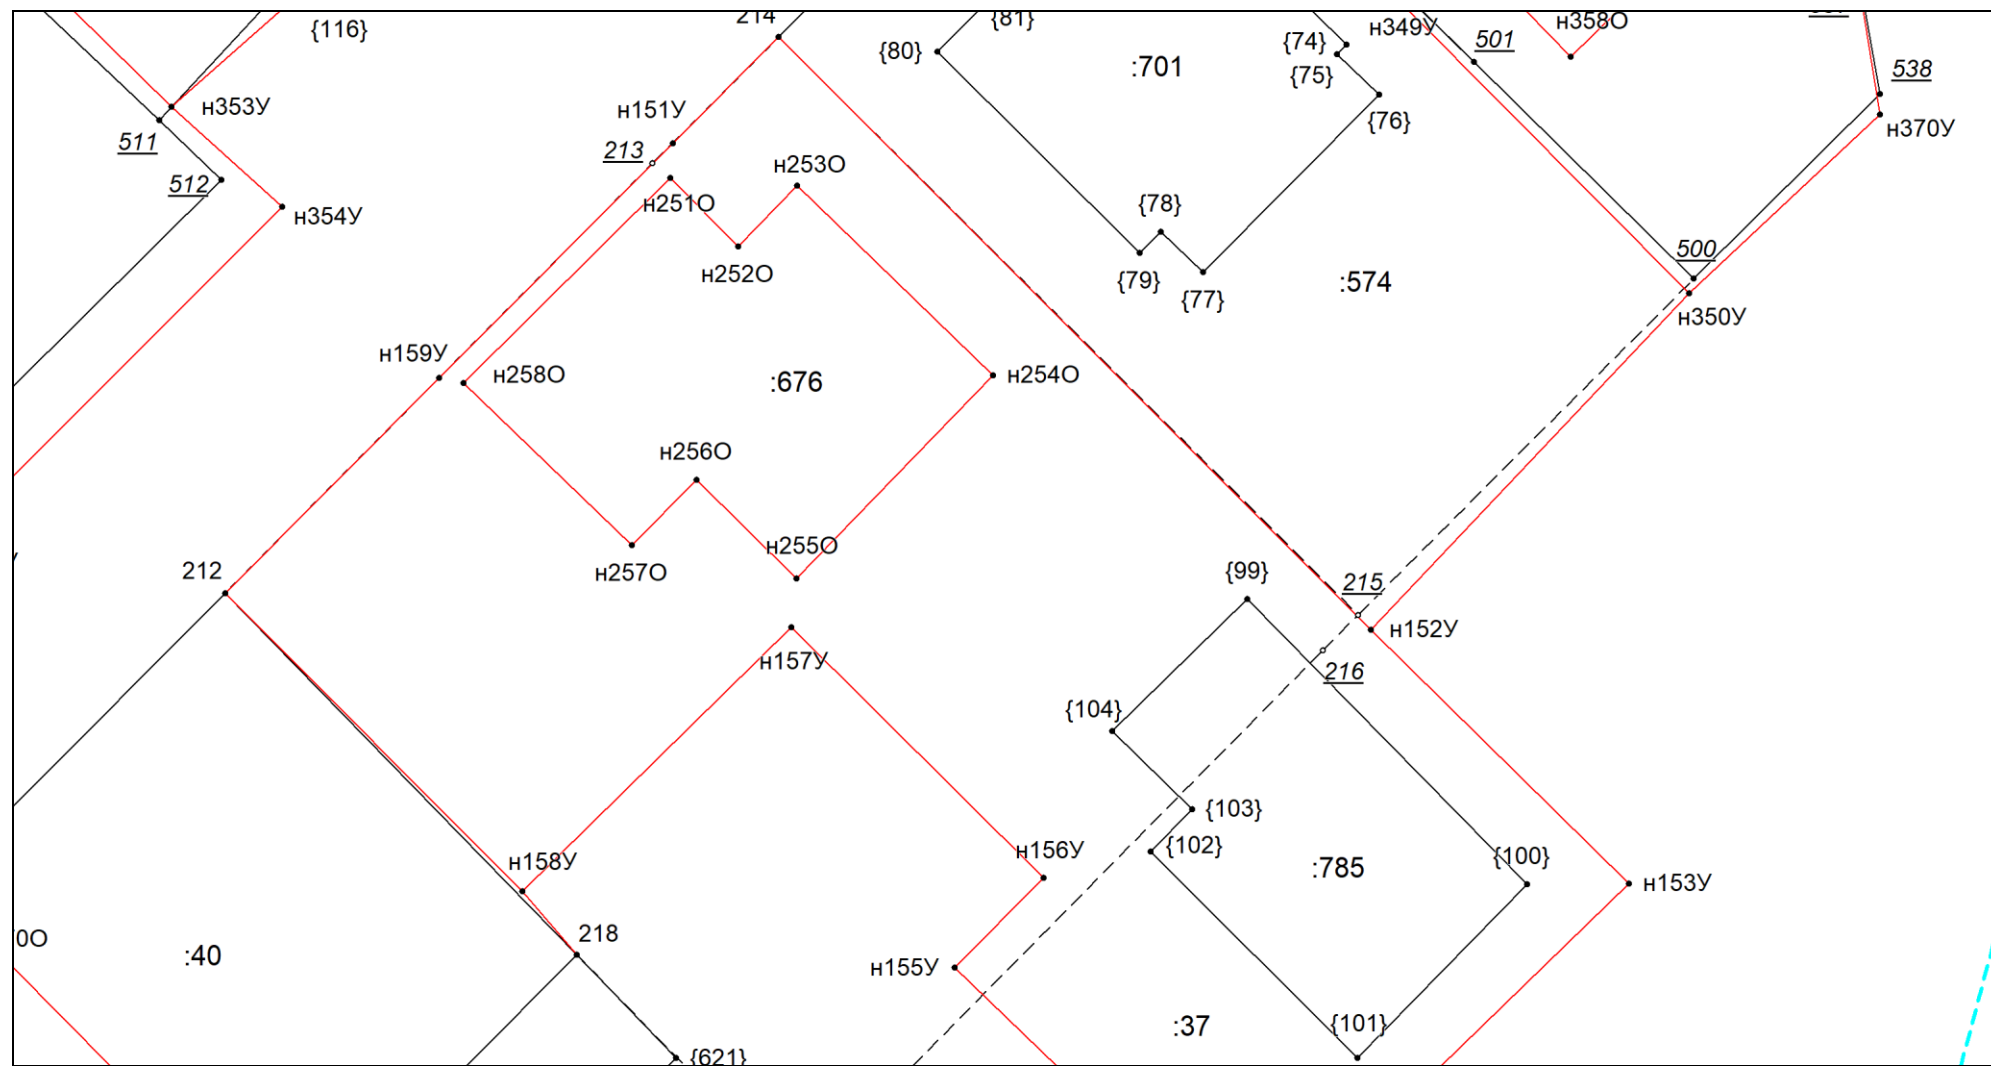 214
{81}
н349У
н358О
{116}
{80}
{74}
501
:701
{75}
538
н353У
н151У
{76}
н370У
511
213
н253О
512
н251О
{78}
н354У
500
н252О
{79}
:574
{77}
н350У
н159У
н258О
:676
н254О
н256О
н255О
212
н257О
{99}
215
н152У
н157У
216
{104}
{103}
{102}
н156У
{100}
н158У
:785
н153У
218
0О
:40
н155У
:37
{101}
{621}